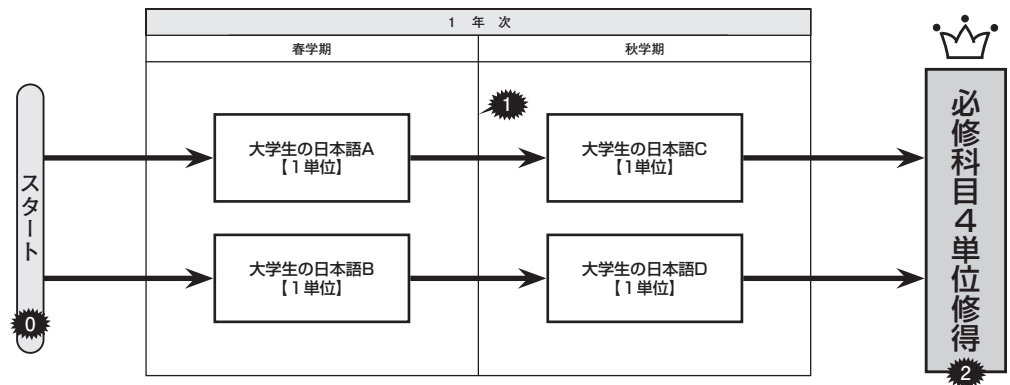 1 年 次
春学期
秋学期
スタート
0
大学生の日本語A
【1単位】
1
大学生の日本語C
【1単位】
大学生の日本語B
【1単位】
大学生の日本語D
【1単位】
必修科目4単位修得
2